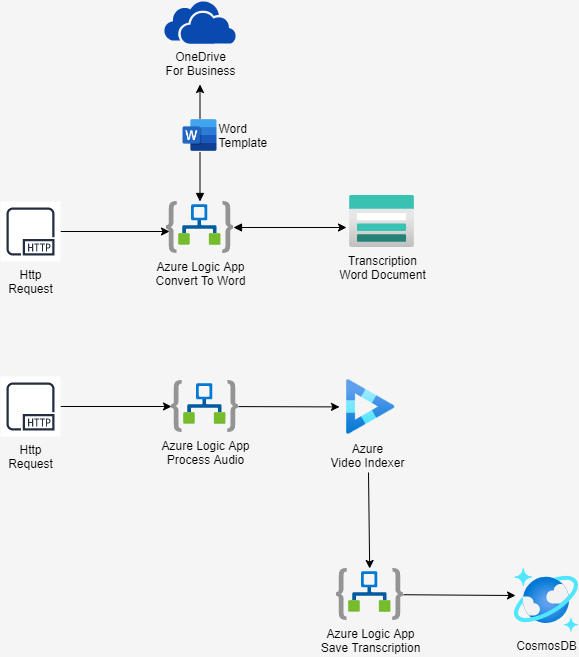 OneDrive
For Business
W
Word
Template
HTTP
Http
Request
Azure Logic App
Convert To Word
Transcription
Word Document
HTTP
Http
Request
Azure Logic App
Process Audio
Azure
Video Indexer
Azure Logic App
Save Transcription
CosmosDB